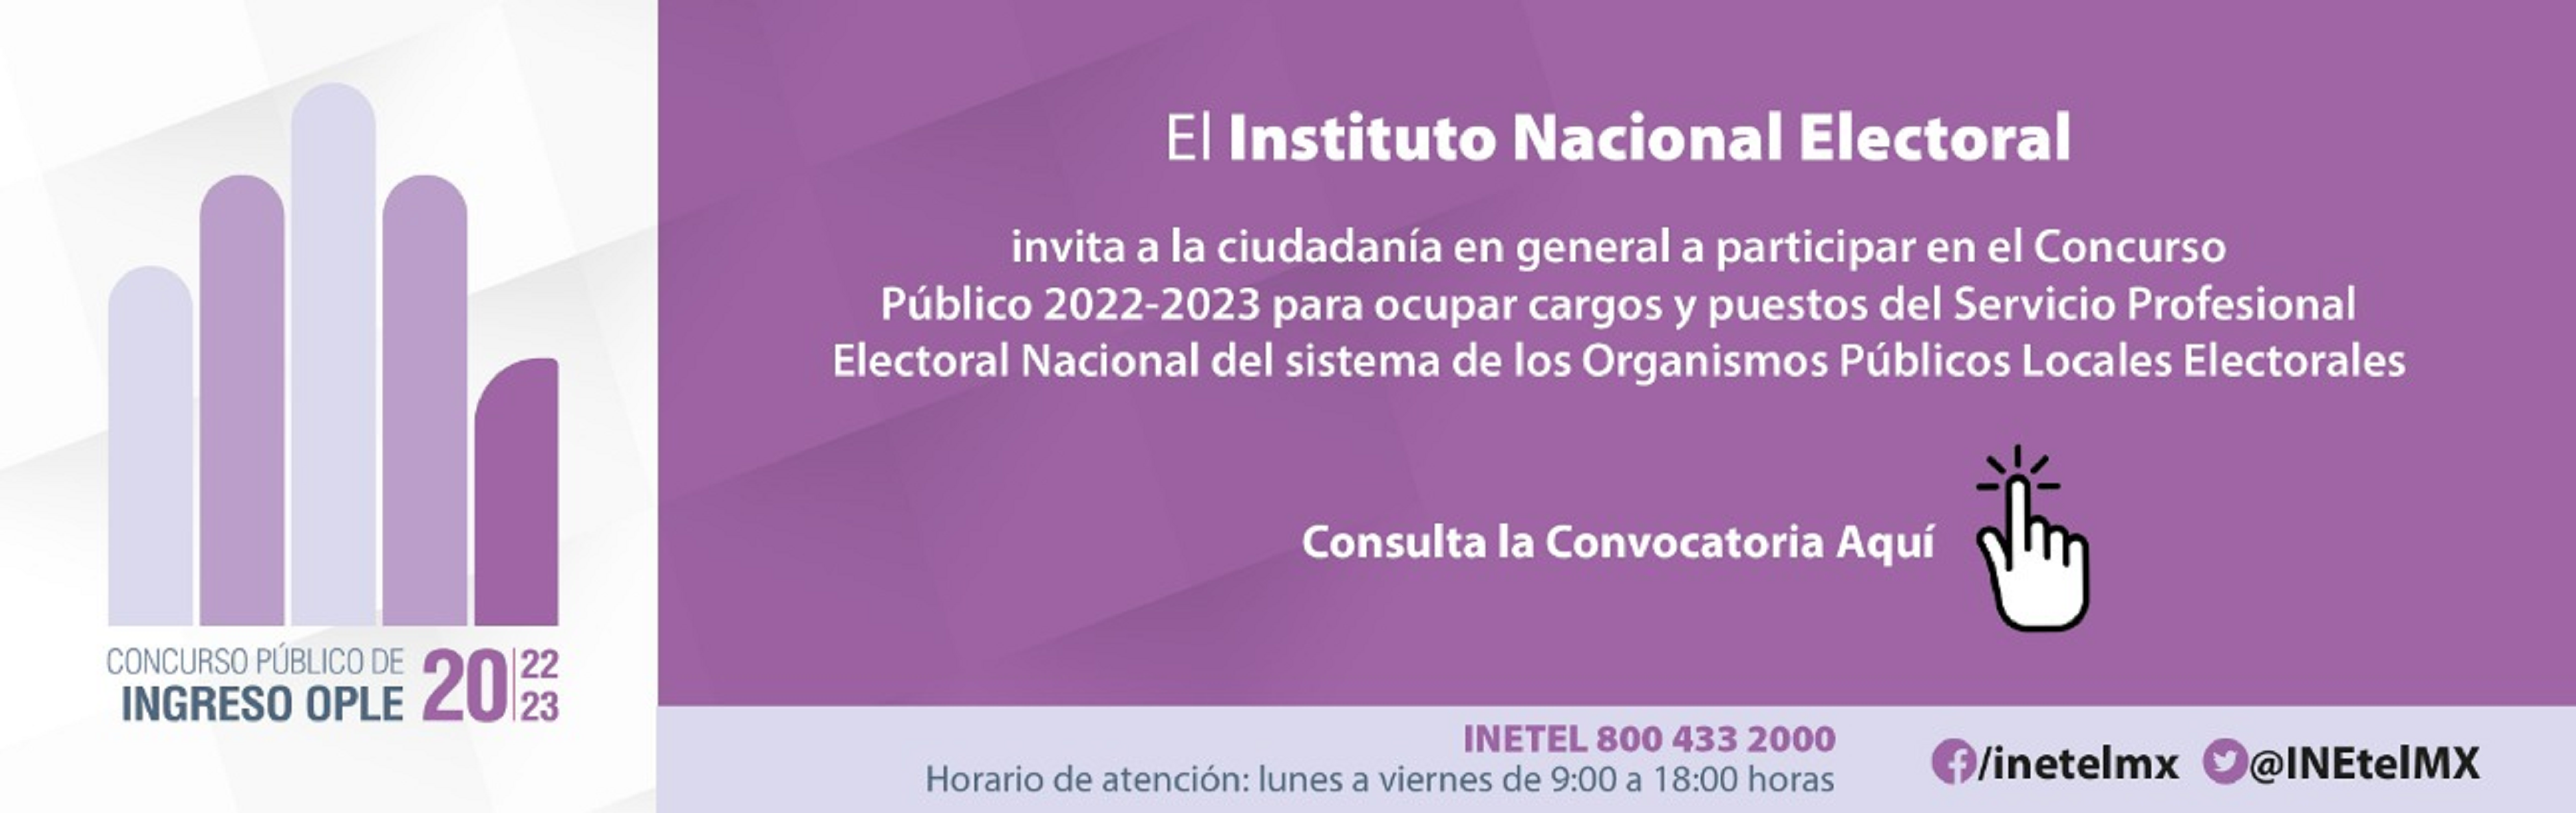 CONCURSO PÚBLICO DE
INGRESO OPLE
20 22
23
El Instituto Nacional Electoral
invita a la ciudadanía en general a participar en el Concurso
Público 2022-2023 para ocupar cargos y puestos del Servicio Profesional
Electoral Nacional del sistema de los Organismos Públicos Locales Electorales
Consulta la Convocatoria Aquí
INETEL 800 433 2000
Horario de atención: lunes a viernes de 9:00 a 18:00 horas
/inetelmx @INEtelMX